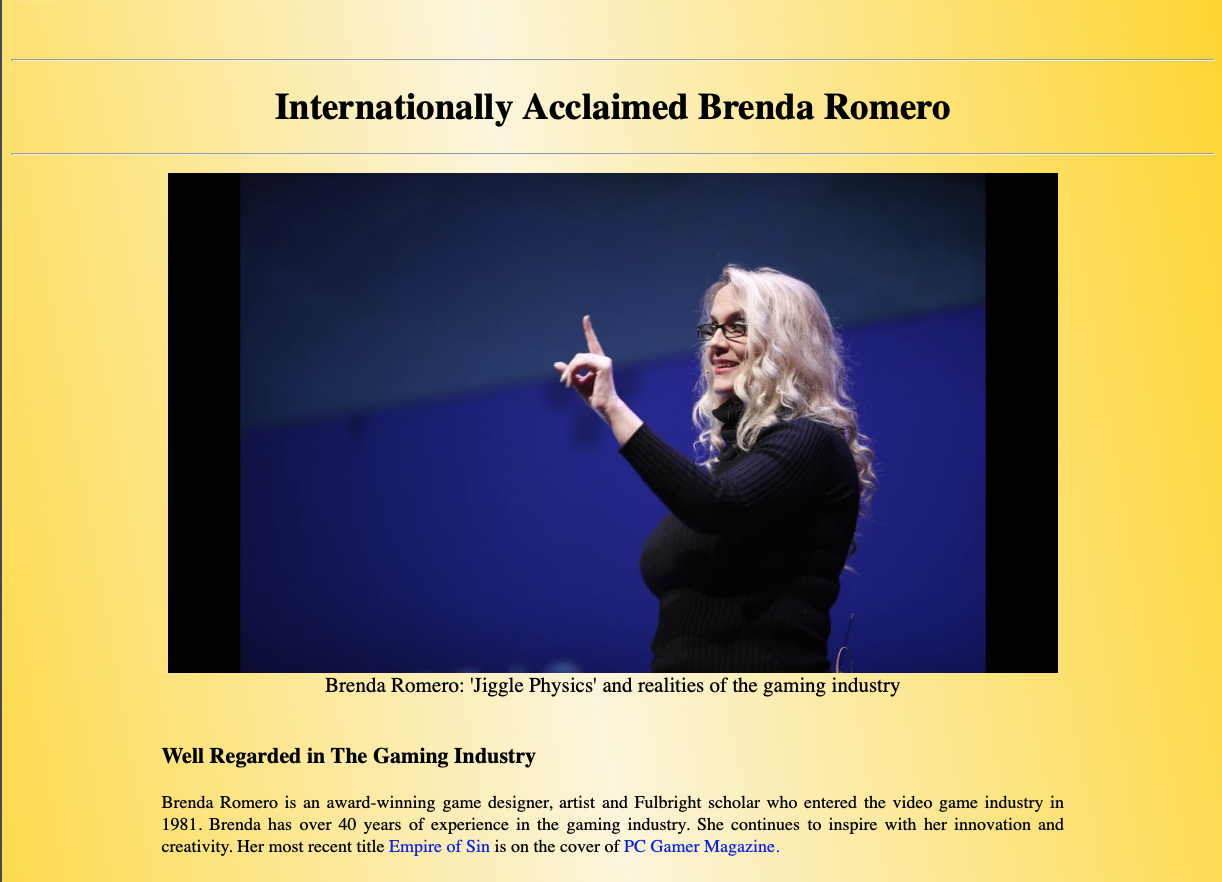 Internationally Acclaimed Brenda Romero
Brenda Romero: 'Jiggle Physics' and realities of the gaming industry
Well Regarded in The Gaming Industry
Brenda Romero is an award-winning game designer, artist and Fulbright scholar who entered the video game industry in
1981. Brenda has over 40 years of experience in the gaming industry. She continues to inspire with her innovation and
creativity. Her most recent title Empire of Sin is on the cover of PC Gamer Magazine.